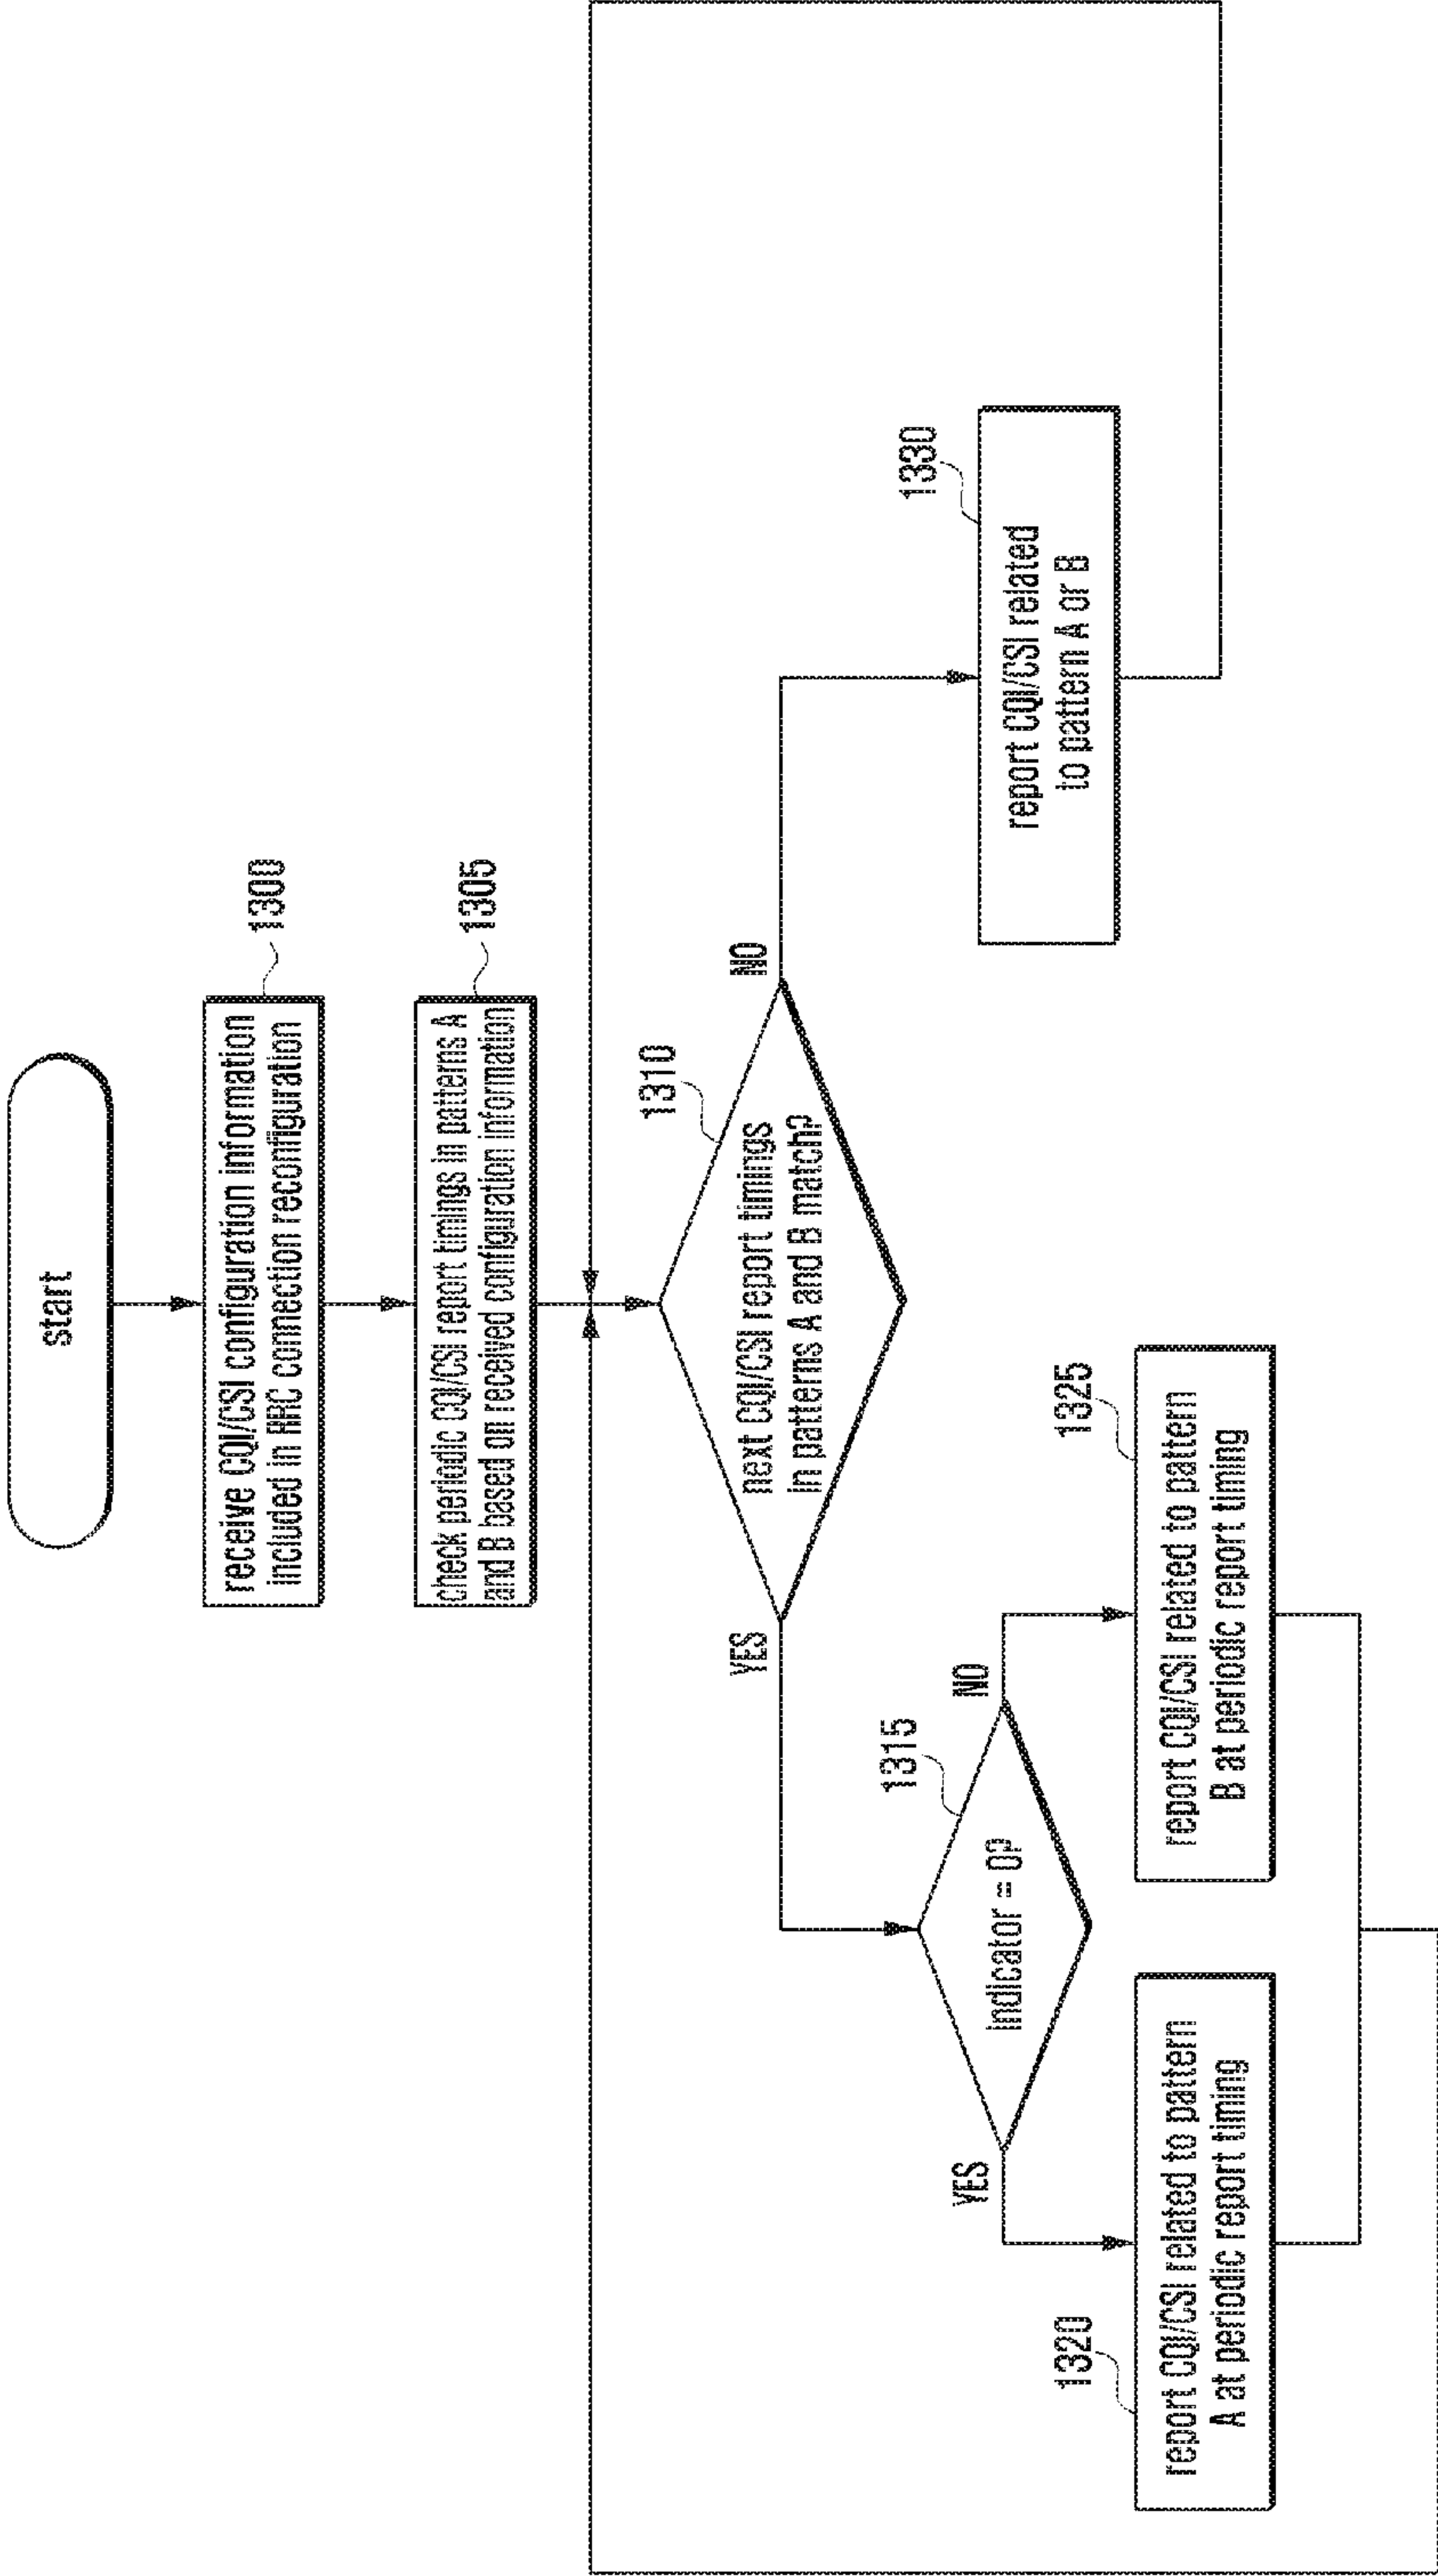 start
1300
receive CQI/CSI configuration information
included in RRC connection reconfiguration
1305
check periodic CQI/CSI report timings in patterns A
and B based on received configuration information
1310
next CQI/CSI report timings
in patterns A and B match?
YES
NO
1315
indicator = 0?
YES
NO
1320
report CQI/CSI related to pattern
A at periodic report timing
1325
report CQI/CSI related to pattern
B at periodic report timing
1330
report CQI/CSI related
to pattern A or B